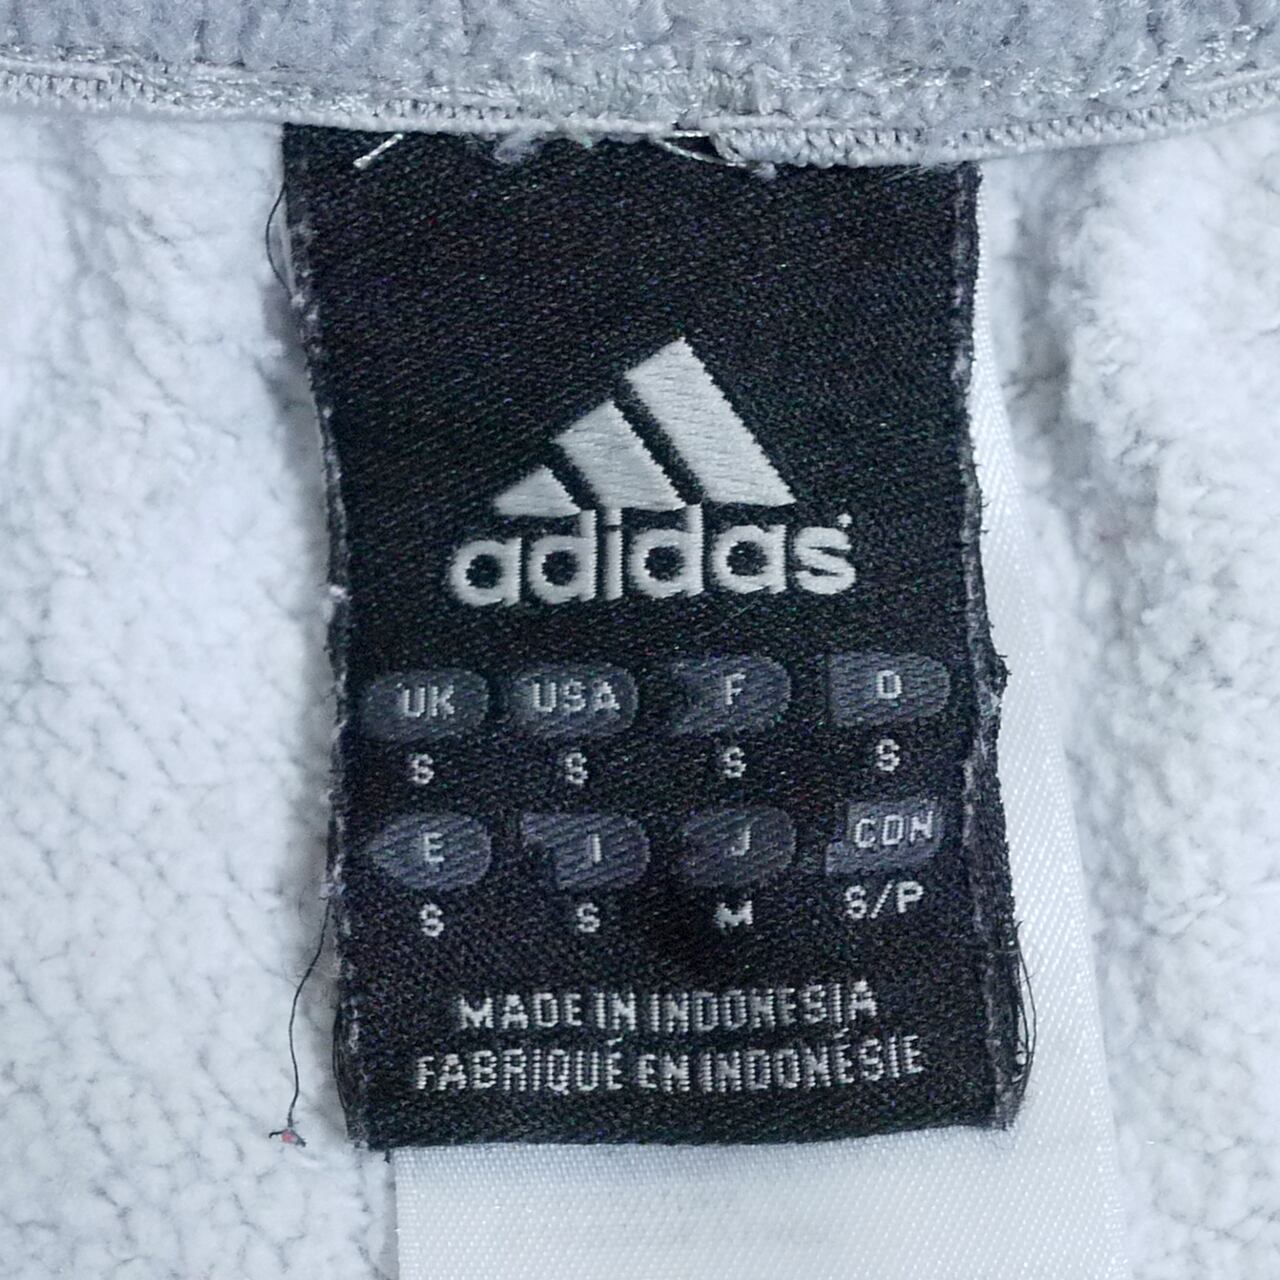 adidas
UK USA F D
S S S S
E I J CDN
S S M S/P
MADE IN INDONESIA
FABRIQUÉ EN INDONÉSIE